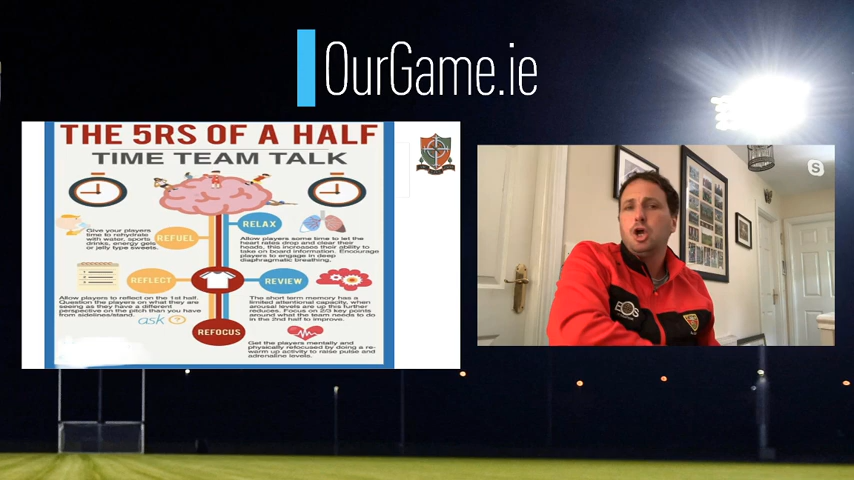 OurGame.ie
THE 5RS OF A HALF
TIME TEAM TALK
Give your players
time to rehydrate
with water, sports
drinks, energy gels
or jelly type sweets.
REFUEL
RELAX
Allow players some time to let the
heart rates drop and clear their
heads, this increases their ability to
take on board information. Encourage
players to engage in deep
diaphragmatic breathing.
REFLECT
Allow players to reflect on the 1st half.
Question the players on what they are
seeing as they have a different
perspective on the pitch than you have
from sidelines/stand.
ask ?
REVIEW
The short term memory has a
limited attentional capacity, when
arousal levels are up this further
reduces. Focus on 2/3 key points
around what the team needs to do
in the 2nd half to improve.
REFOCUS
Get the players mentally and
physically refocused by doing a re-
warm up activity to raise pulse and
adrenaline levels.
EOS